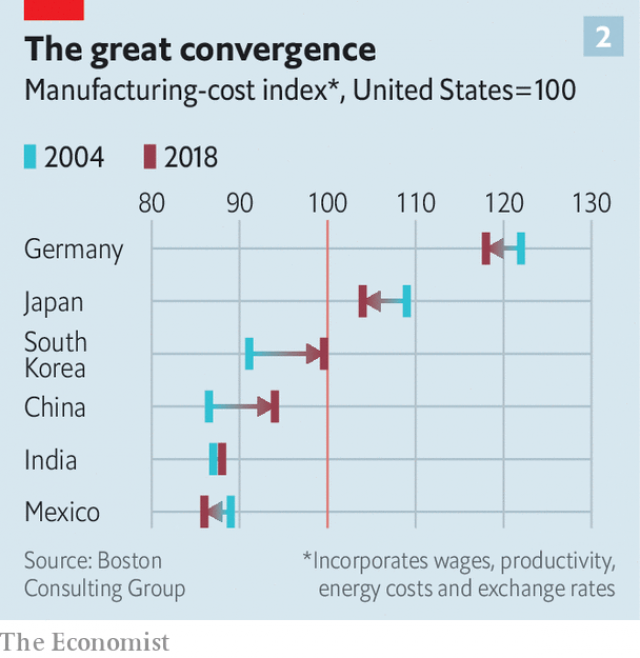 2
The great convergence
Manufacturing-cost index*, United States=100
2004 2018
80 90 100 110 120 130
Germany
Japan
South
Korea
China
India
Mexico
Source: Boston
Consulting Group
*Incorporates wages, productivity,
energy costs and exchange rates
The Economist